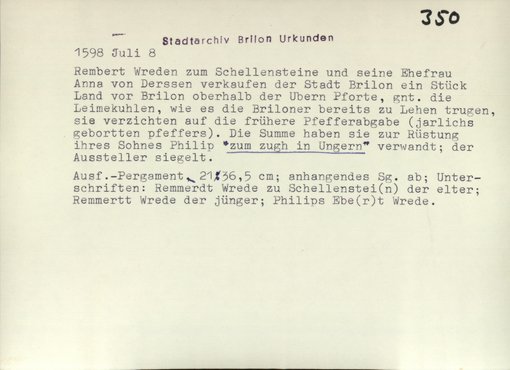 350
Stadtarchiv Brilon Urkunden
1598 Juli 8
Rembert Wreden zum Schellensteine und seine Ehefrau
Anna von Derssen verkaufen der Stadt Brilon ein Stück
Land vor Brilon oberhalb der Ubern Pforte, gnt. die
Leimekuhlen, wie es die Briloner bereits zu Lehen trugen,
sie verzichten auf die frühere Pfefferabgabe (jarlichs
gebortten pfeffers). Die Summe haben sie zur Rüstung
ihres Sohnes Philip "zum zugh in Ungern" verwandt; der
Aussteller siegelt.
Ausf.-Pergament, 21x36,5 cm; anhangendes Sg. ab; Unter-
schriften: Remmerdt Wrede zu Schellenstei(n) der elter;
Remmertt Wrede der jünger; Philips Ebe(r)t Wrede.